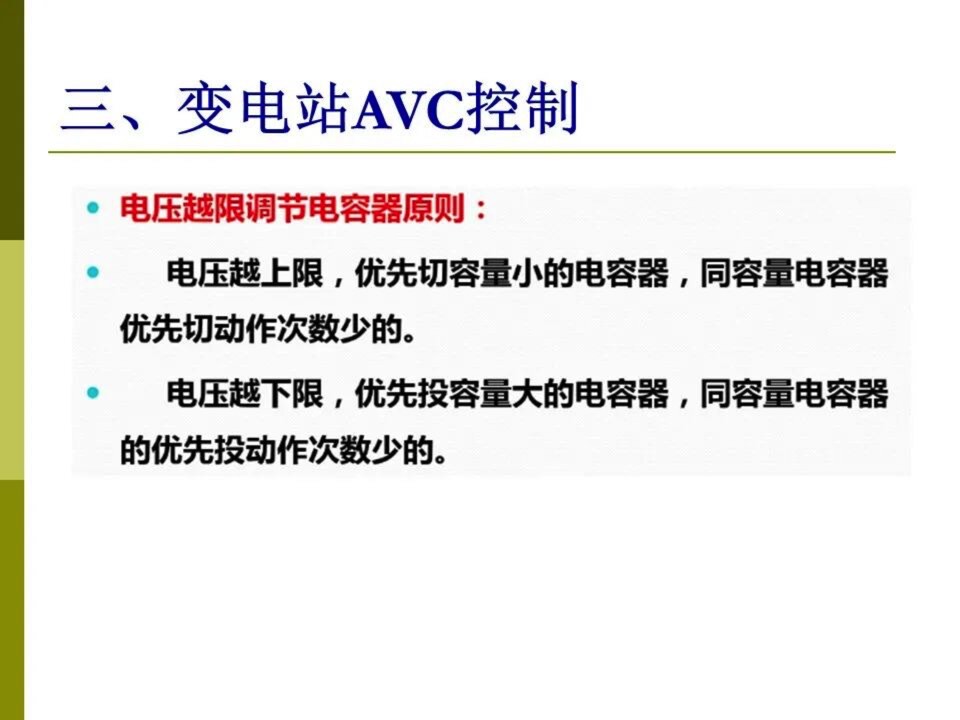 三、变电站AVC控制
电压越限调节电容器原则：
电压越上限，优先切容量小的电容器，同容量电容器
优先切动作次数少的。
电压越下限，优先投容量大的电容器，同容量电容器
的优先投动作次数少的。